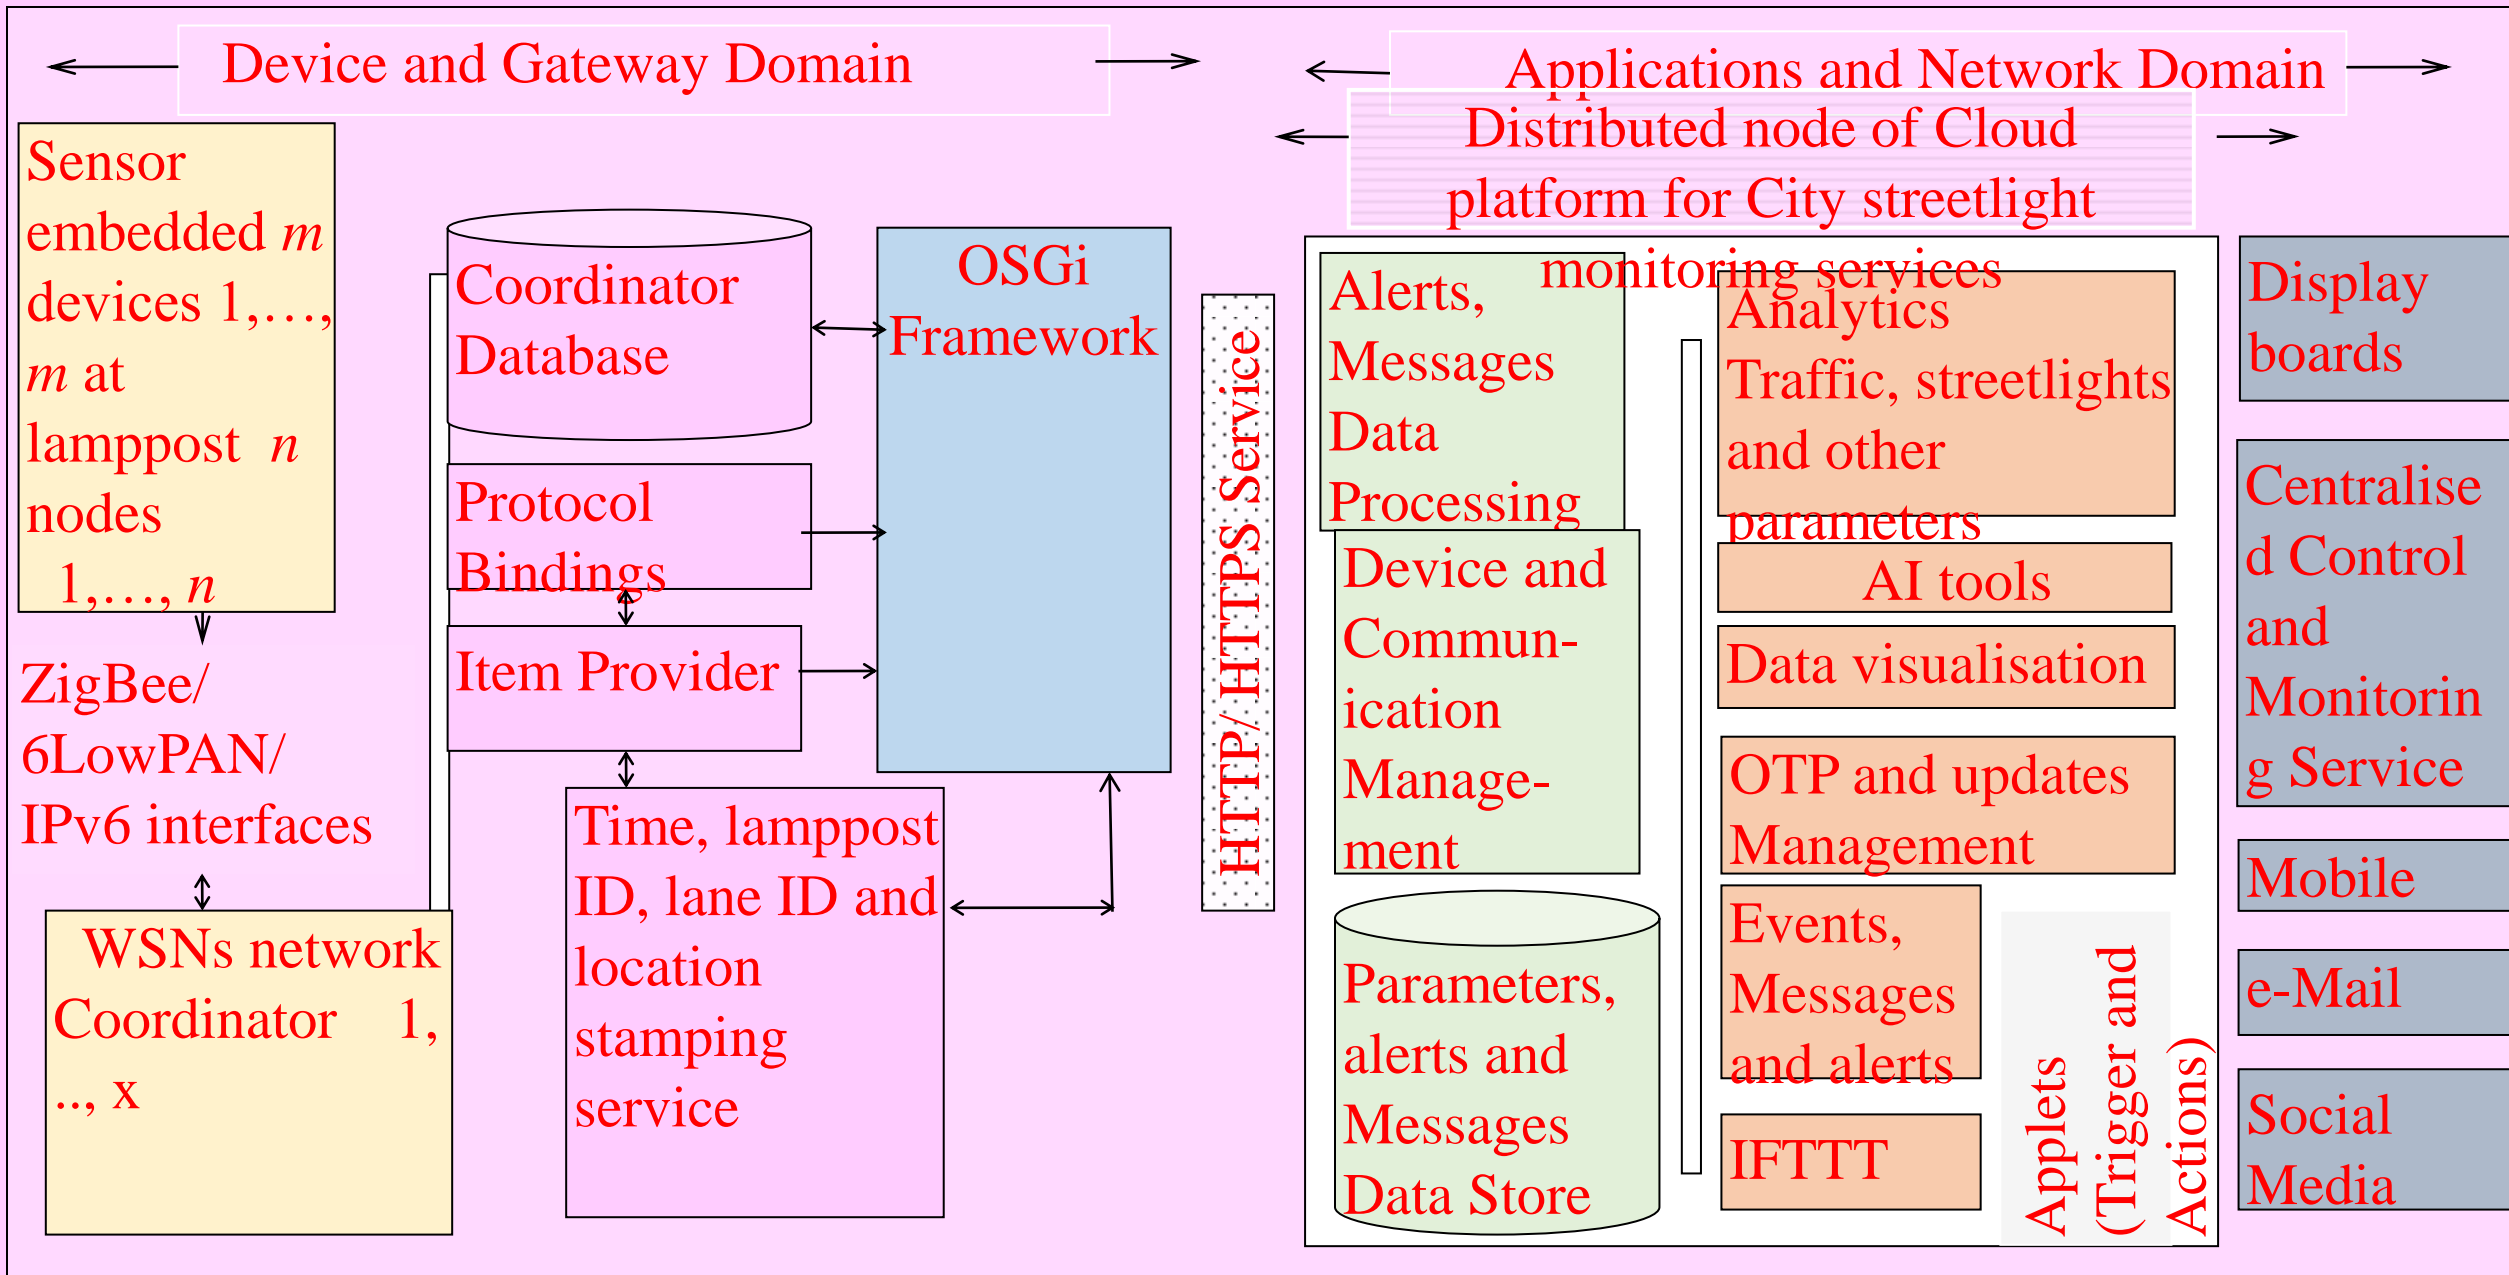 Device and Gateway Domain
Applications and Network Domain
Distributed node of Cloud
platform for City streetlight
monitoring services
Sensor
embedded m
devices 1,…,
m at
lamppost n
nodes
1,…, n
ZigBee/
6LowPAN/
IPv6 interfaces
WSNs network
Coordinator 1,
.., x
Coordinator
Database
Protocol
Bindings
Item Provider
Time, lamppost
ID, lane ID and
location
stamping
service
OSGi
Framework
HTTP/ HTTPS Service
Alerts,
Messages
Data
Processing
Device and
Commun-
ication
Manage-
ment
Parameters,
alerts and
Messages
Data Store
Analytics
Traffic, streetlights
and other
parameters
AI tools
Data visualisation
OTP and updates
Management
Events,
Messages
and alerts
IFTTT
Applets
(Trigger and
Actions)
Display
boards
Centralise
d Control
and
Monitorin
g Service
Mobile
e-Mail
Social
Media